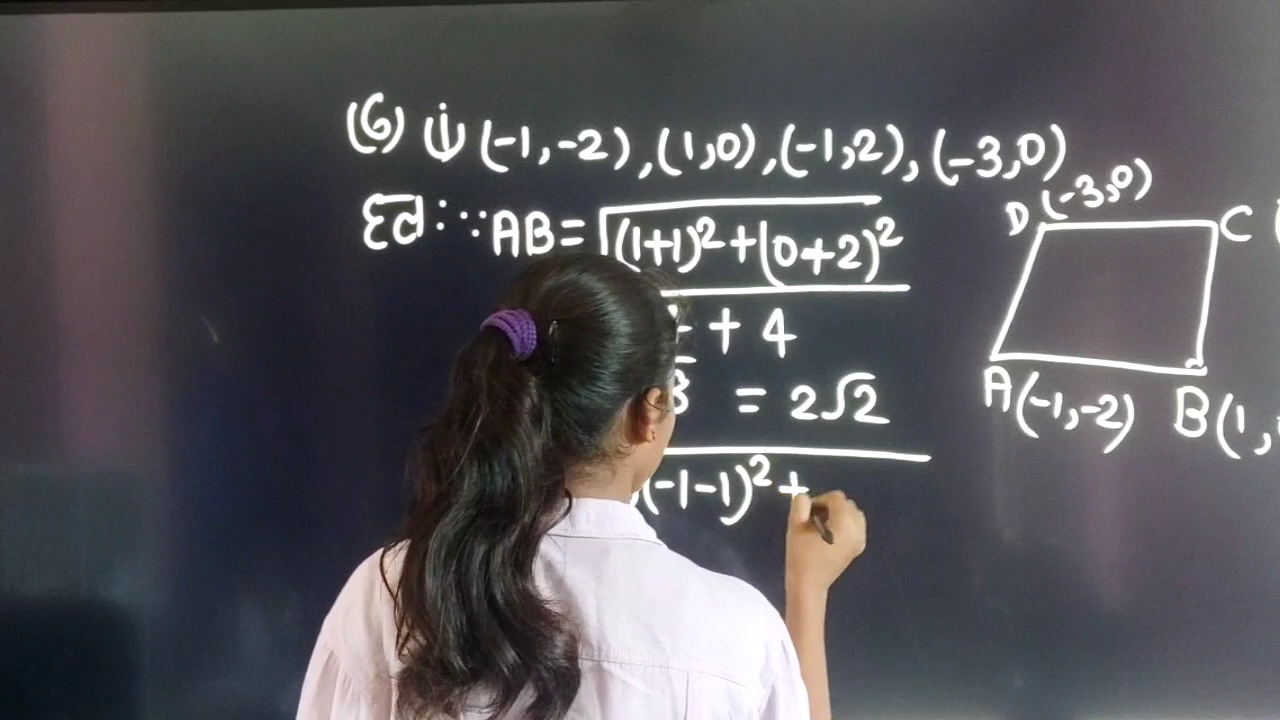 (6) (i) (-1,-2), (1,0), (-1,2), (-3,0)
हल : ∵ AB = √(1+1)² + (0+2)²
+ 4
= 2√2
(-1-1)² +
D (-3,0)
C
A(-1,-2) B(1,